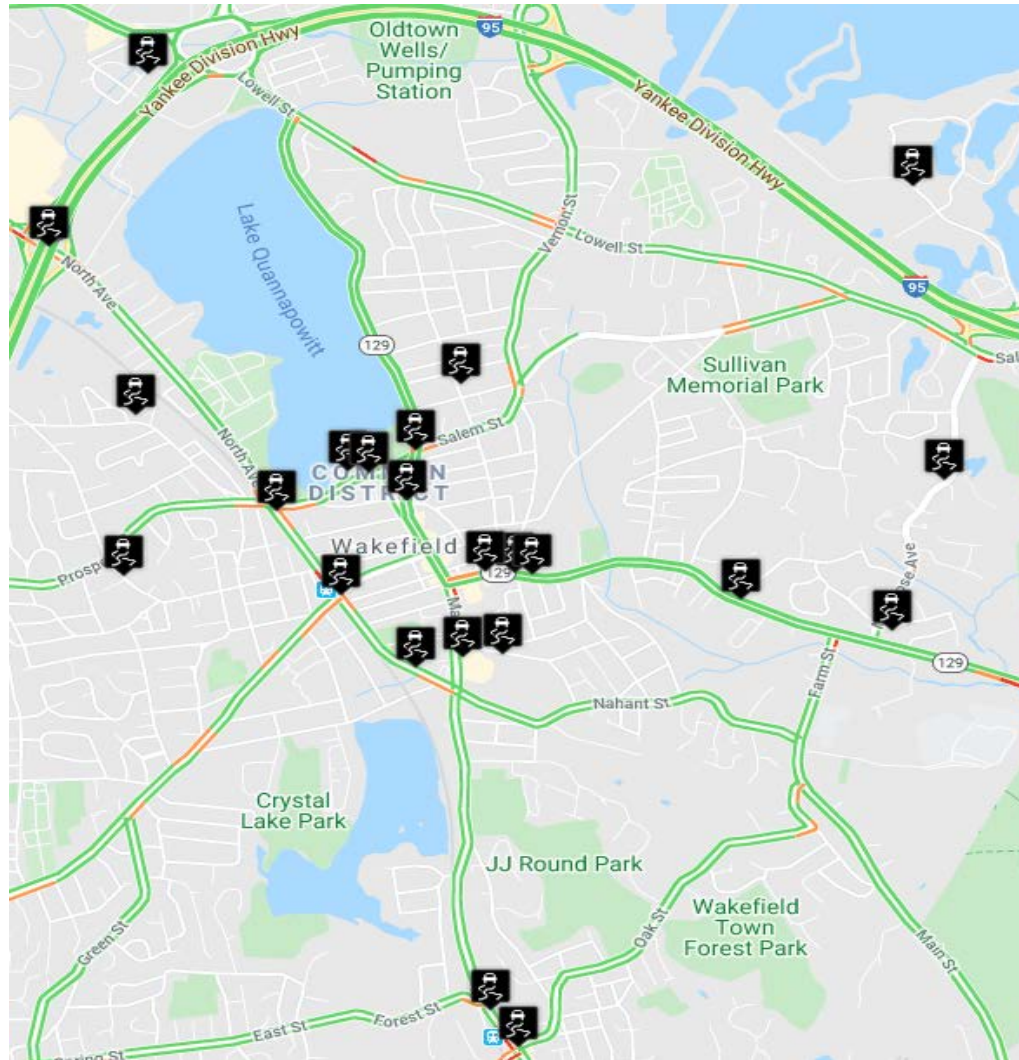 95
Oldtown
Wells/
Pumping
Station
Yankee Division Hwy
Lowell St
Yankee Division Hwy
Vernon St
Lowell St
95
Lake Quannapowitt
North Ave
129
Sullivan
Memorial Park
Salem St
North Ave
DISTRICT
Wakefield
129
Nahant St
Farm St
129
Crystal
Lake Park
JJ Round Park
Wakefield
Town
Forest Park
Oak St
Main St
Green St
Forest St
East St